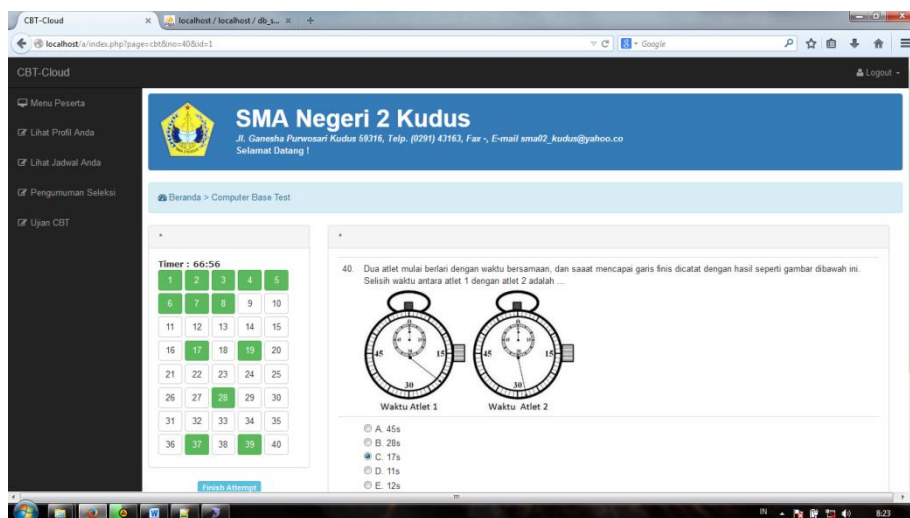 CBT-Cloud
localhost / localhost / db_s...
localhost/a/index.php?page=cbt&no=40&id=1
Google
CBT-Cloud
Logout
Menu Peserta
Lihat Profil Anda
Lihat Jadwal Anda
Pengumuman Seleksi
Ujian CBT
SMA Negeri 2 Kudus
Jl. Ganesha Purwosari Kudus 59316, Telp. (0291) 43163, Fax -, E-mail sma02_kudus@yahoo.co
Selamat Datang !
Beranda > Computer Base Test
Timer : 66:56
1 2 3 4 5
6 7 8 9 10
11 12 13 14 15
16 17 18 19 20
21 22 23 24 25
26 27 28 29 30
31 32 33 34 35
36 37 38 39 40
Finish Attempt
40. Dua atlet mulai berlari dengan waktu bersamaan, dan saaat mencapai garis finis dicatat dengan hasil seperti gambar dibawah ini.
Selisih waktu antara atlet 1 dengan atlet 2 adalah ...
45 15 30
45 15 30
Waktu Atlet 1 Waktu Atlet 2
A. 45s
B. 28s
C. 17s
D. 11s
E. 12s
IN
8:23